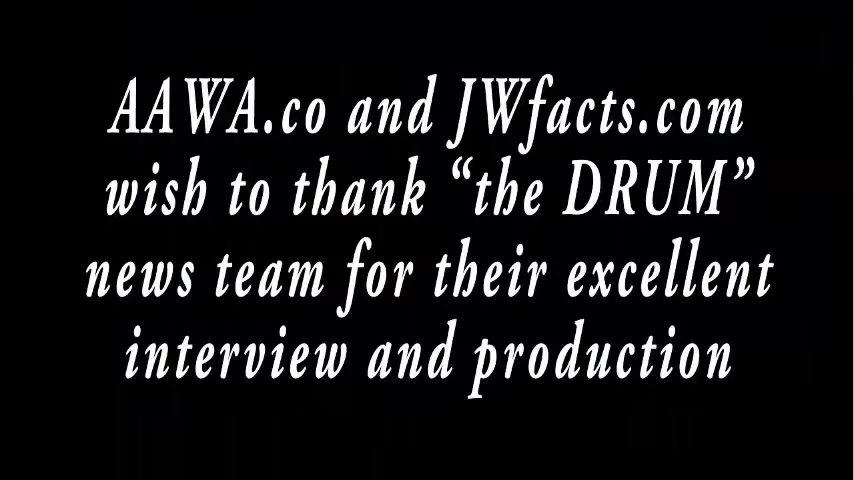 AAWA.co and JWfacts.com
wish to thank “the DRUM”
news team for their excellent
interview and production